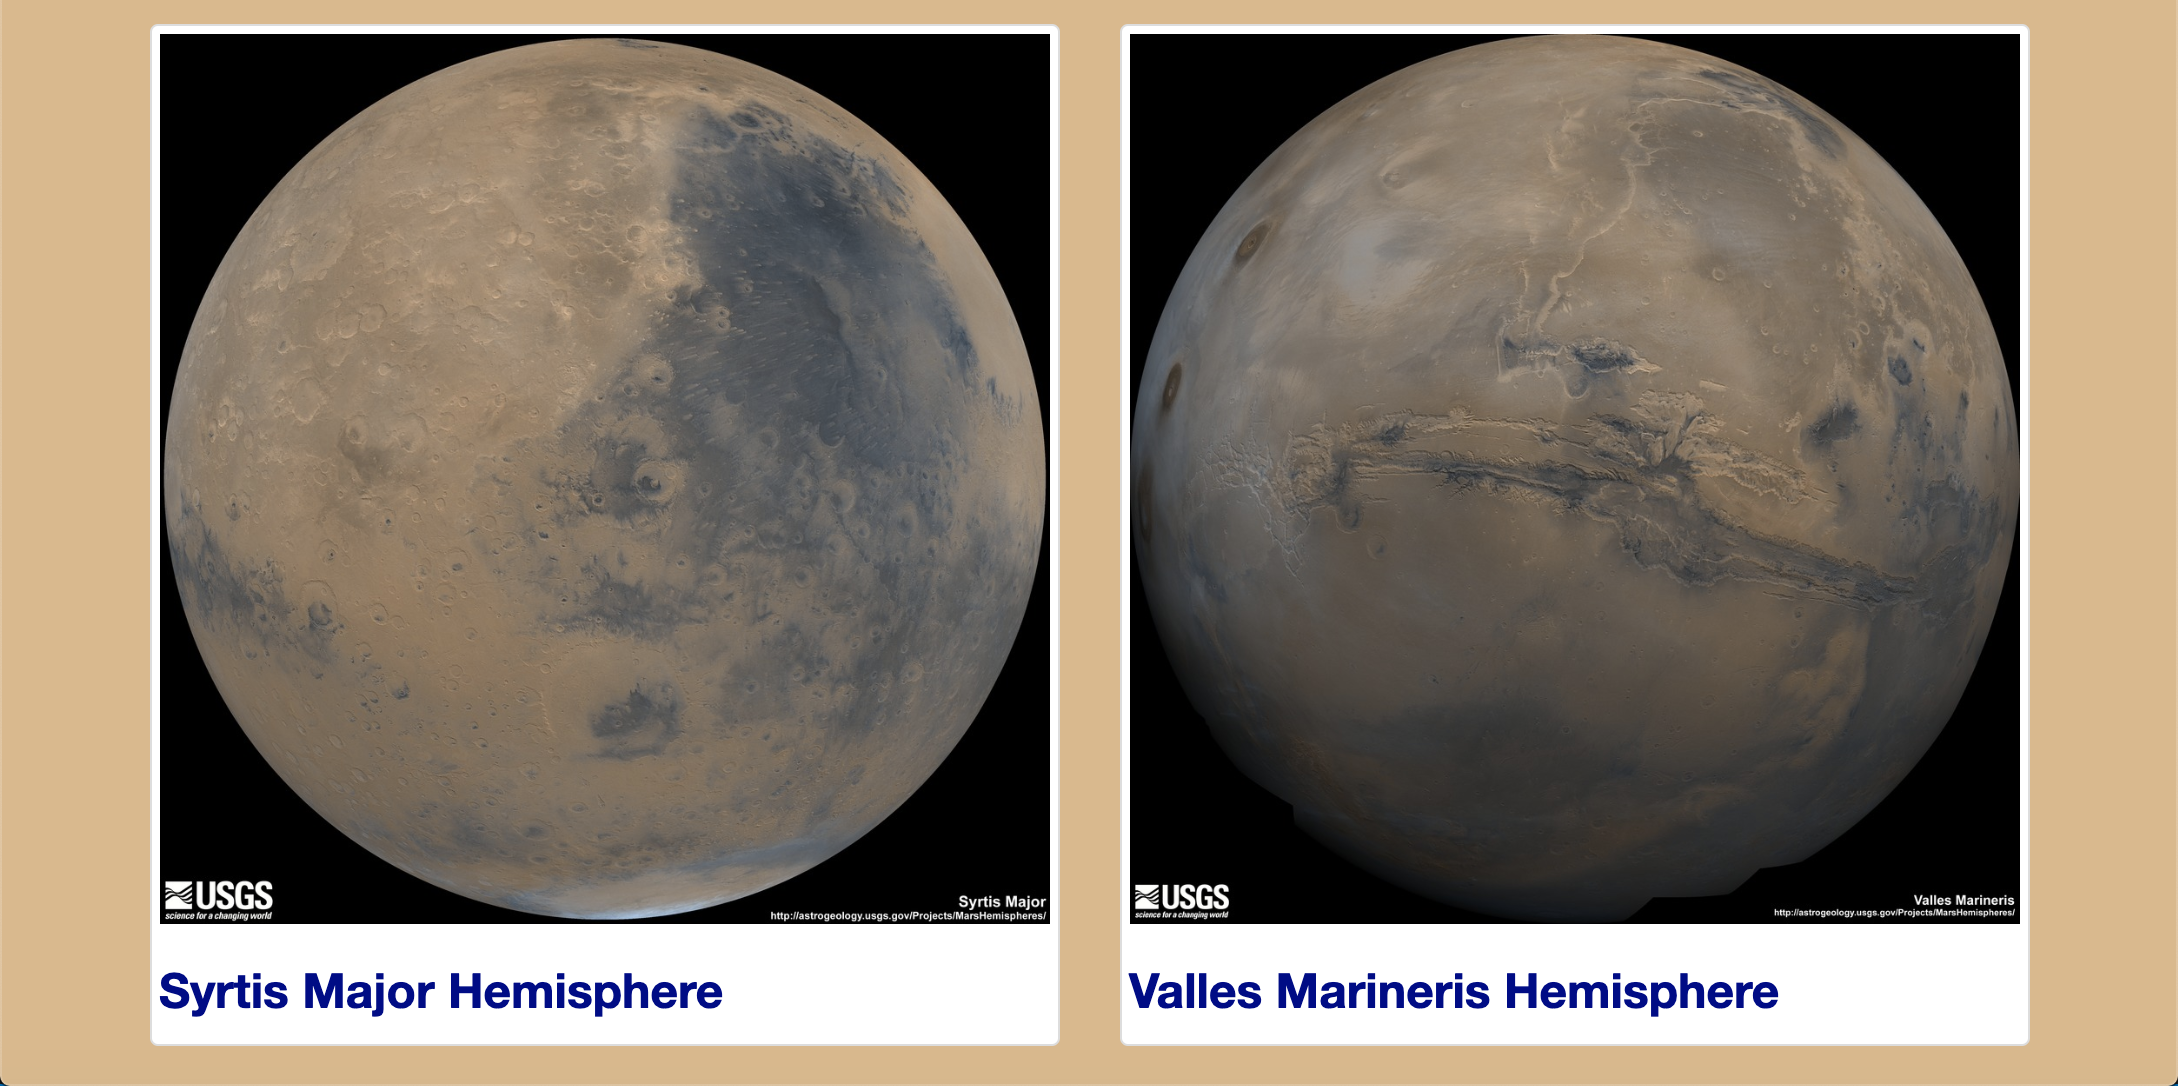 USGS
science for a changing world
Syrtis Major
http://astrogeology.usgs.gov/Projects/MarsHemispheres/
Syrtis Major Hemisphere
USGS
science for a changing world
Valles Marineris
http://astrogeology.usgs.gov/Projects/MarsHemispheres/
Valles Marineris Hemisphere